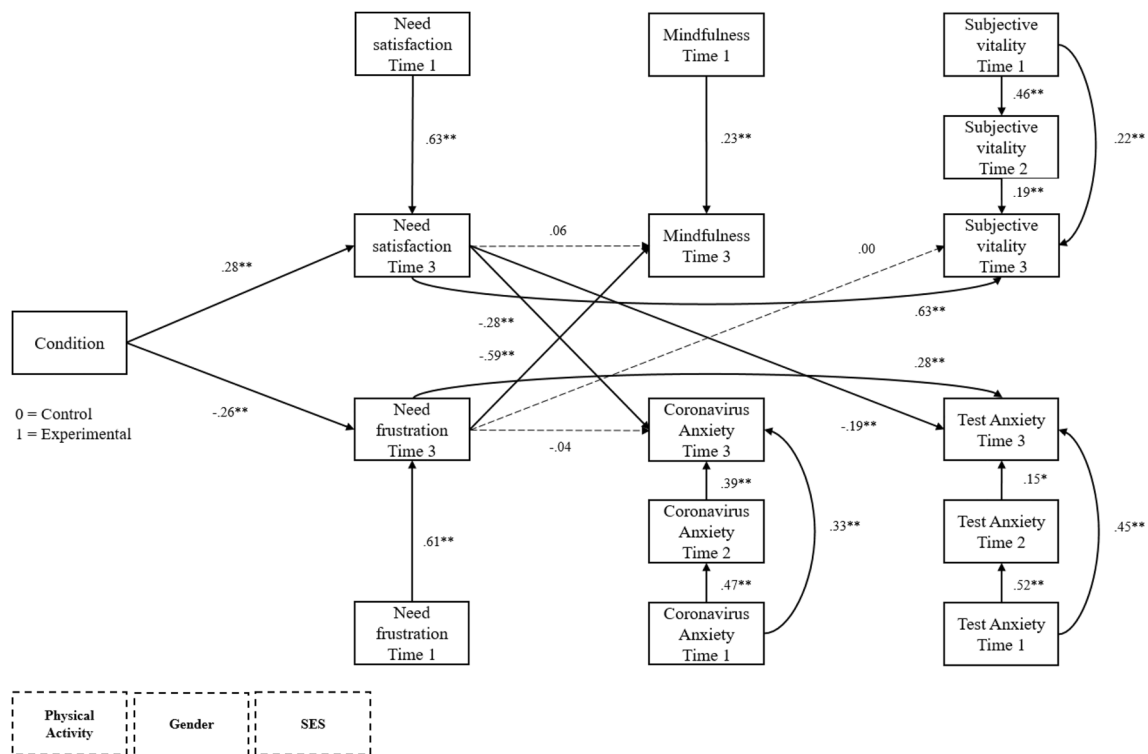 Need
satisfaction
Time 1
Mindfulness
Time 1
Subjective
vitality
Time 1
.46**
.63**
.23**
Subjective
vitality
Time 2
.22**
.19**
Need
satisfaction
Time 3
.06
Mindfulness
Time 3
.00
Subjective
vitality
Time 3
.28**
-.28**
.63**
Condition
-.59**
.28**
0 = Control
1 = Experimental
-.26**
Need
frustration
Time 3
-.04
Coronavirus
Anxiety
Time 3
-.19**
Test Anxiety
Time 3
.39**
.15*
.61**
Coronavirus
Anxiety
Time 2
.33**
Test Anxiety
Time 2
.45**
.47**
.52**
Need
frustration
Time 1
Coronavirus
Anxiety
Time 1
Test Anxiety
Time 1
Physical
Activity
Gender
SES